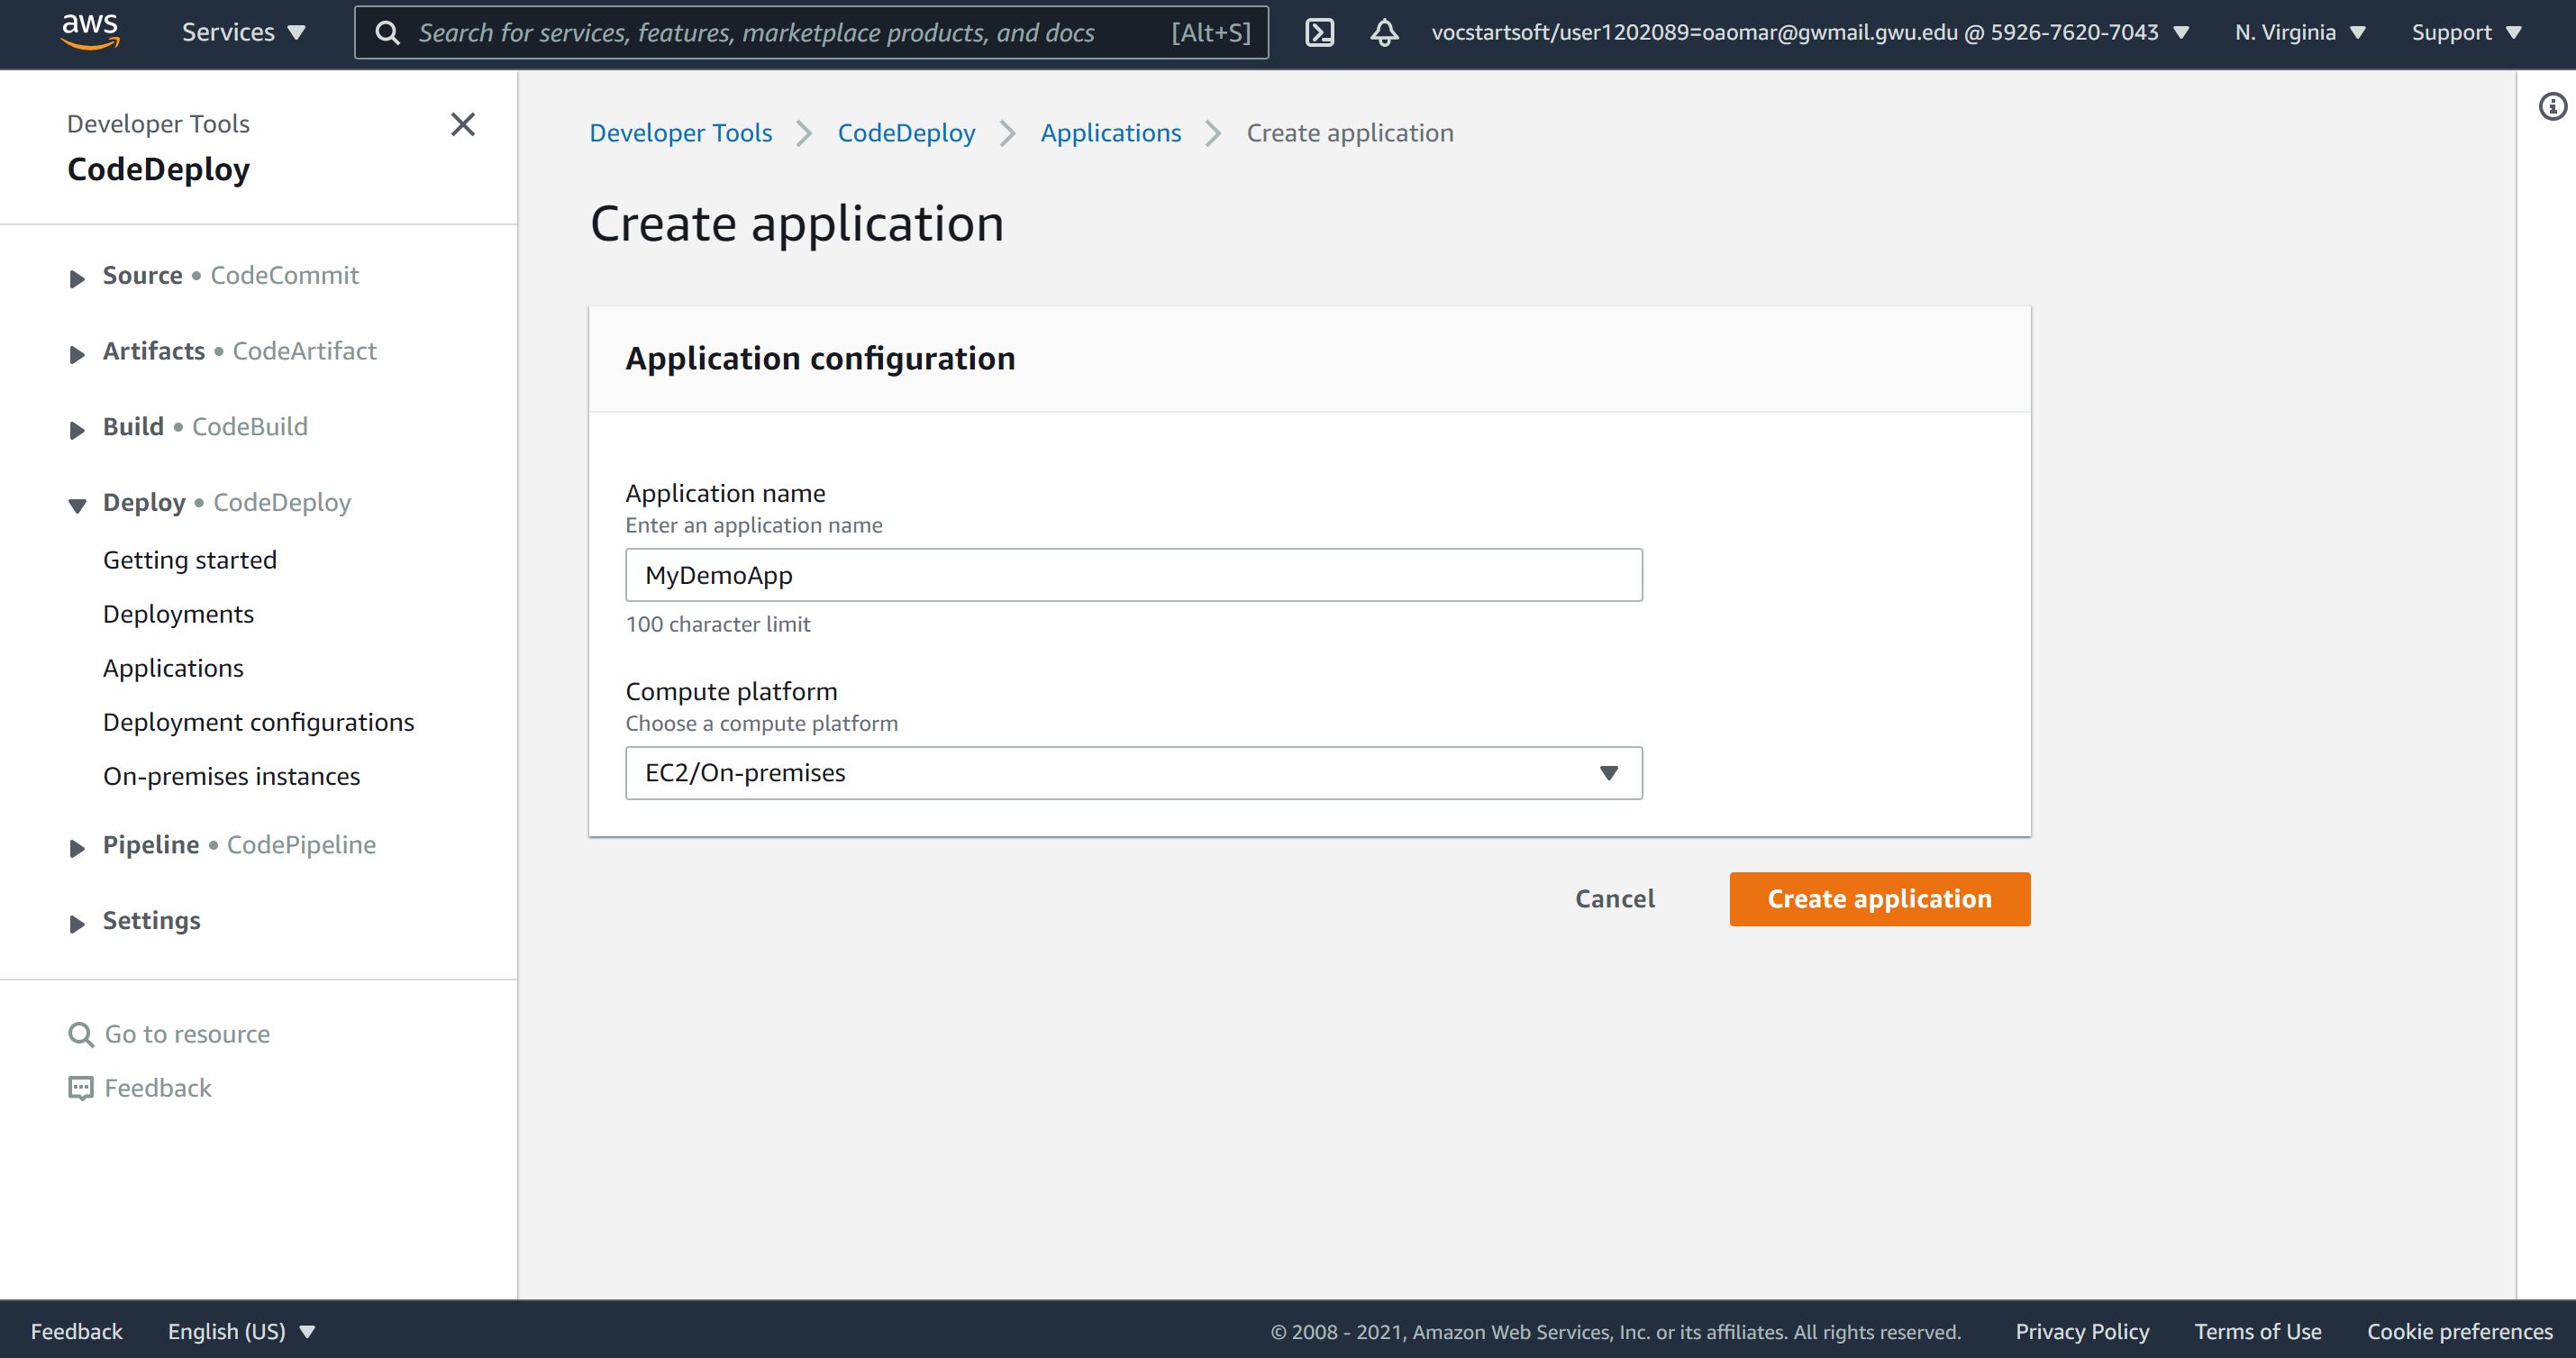 aws
Services
Search for services, features, marketplace products, and docs
[Alt+S]
vocstartsoft/user1202089=oaomar@gwmail.gwu.edu @ 5926-7620-7043
N. Virginia
Support
Developer Tools
CodeDeploy
Source • CodeCommit
Artifacts • CodeArtifact
Build • CodeBuild
Deploy • CodeDeploy
Getting started
Deployments
Applications
Deployment configurations
On-premises instances
Pipeline • CodePipeline
Settings
Go to resource
Feedback
Developer Tools > CodeDeploy > Applications > Create application
Create application
Application configuration
Application name
Enter an application name
MyDemoApp
100 character limit
Compute platform
Choose a compute platform
EC2/On-premises
Cancel
Create application
Feedback
English (US)
© 2008 - 2021, Amazon Web Services, Inc. or its affiliates. All rights reserved.
Privacy Policy
Terms of Use
Cookie preferences